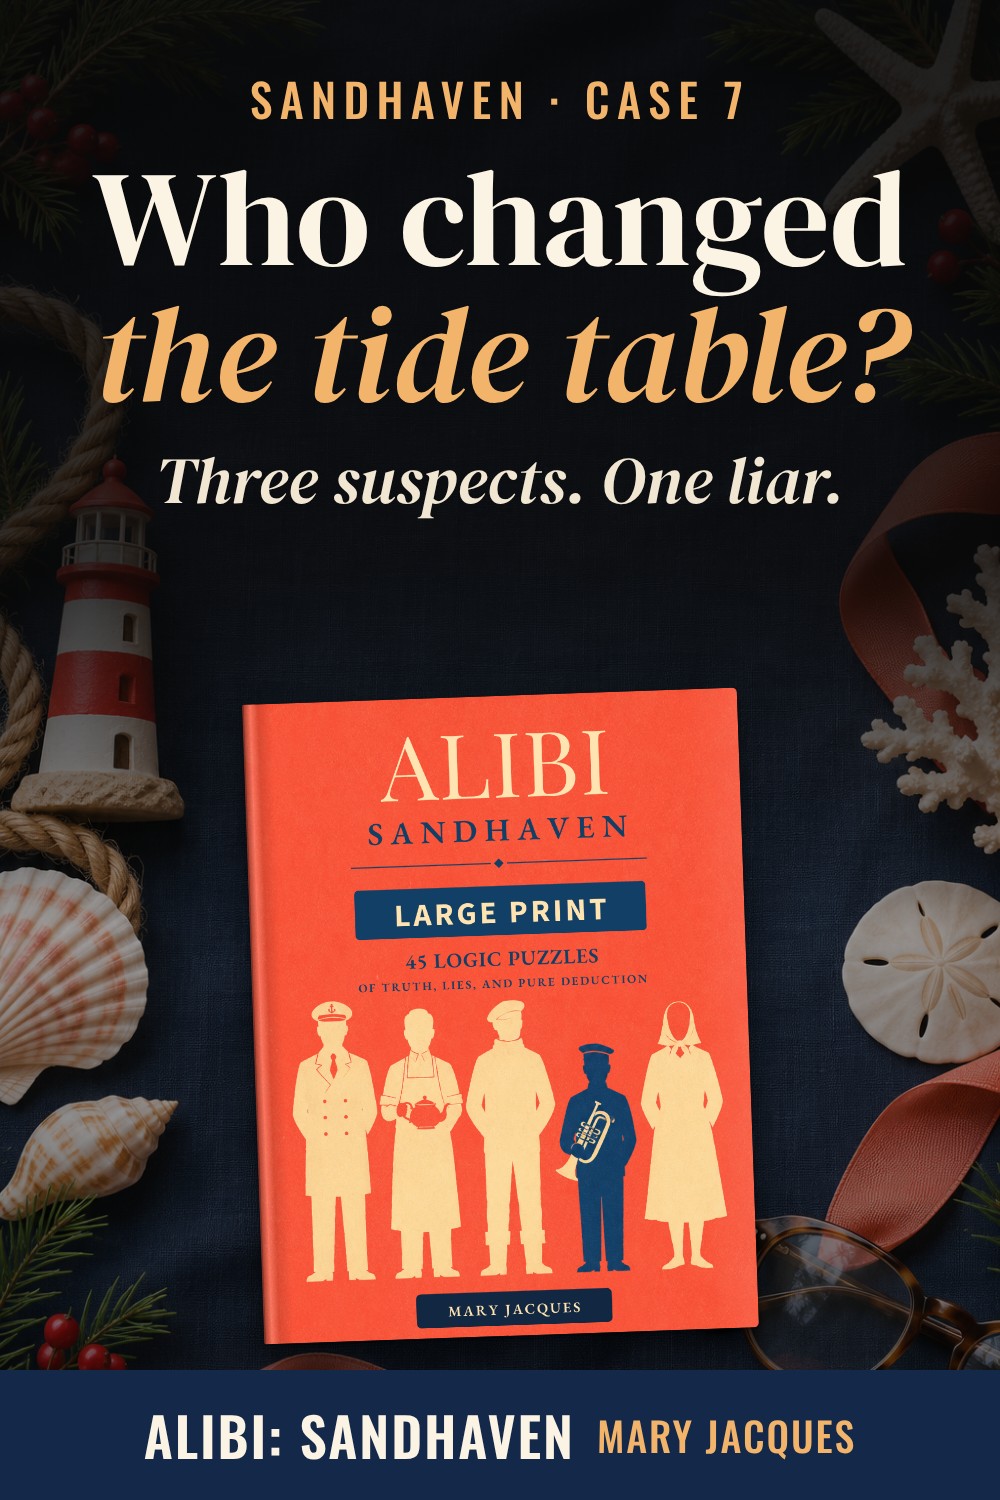 SANDHAVEN · CASE 7
Who changed
the tide table?
Three suspects. One liar.
ALIBI
SANDHAVEN
LARGE PRINT
45 LOGIC PUZZLES
OF TRUTH, LIES, AND PURE DEDUCTION
MARY JACQUES
ALIBI: SANDHAVEN MARY JACQUES